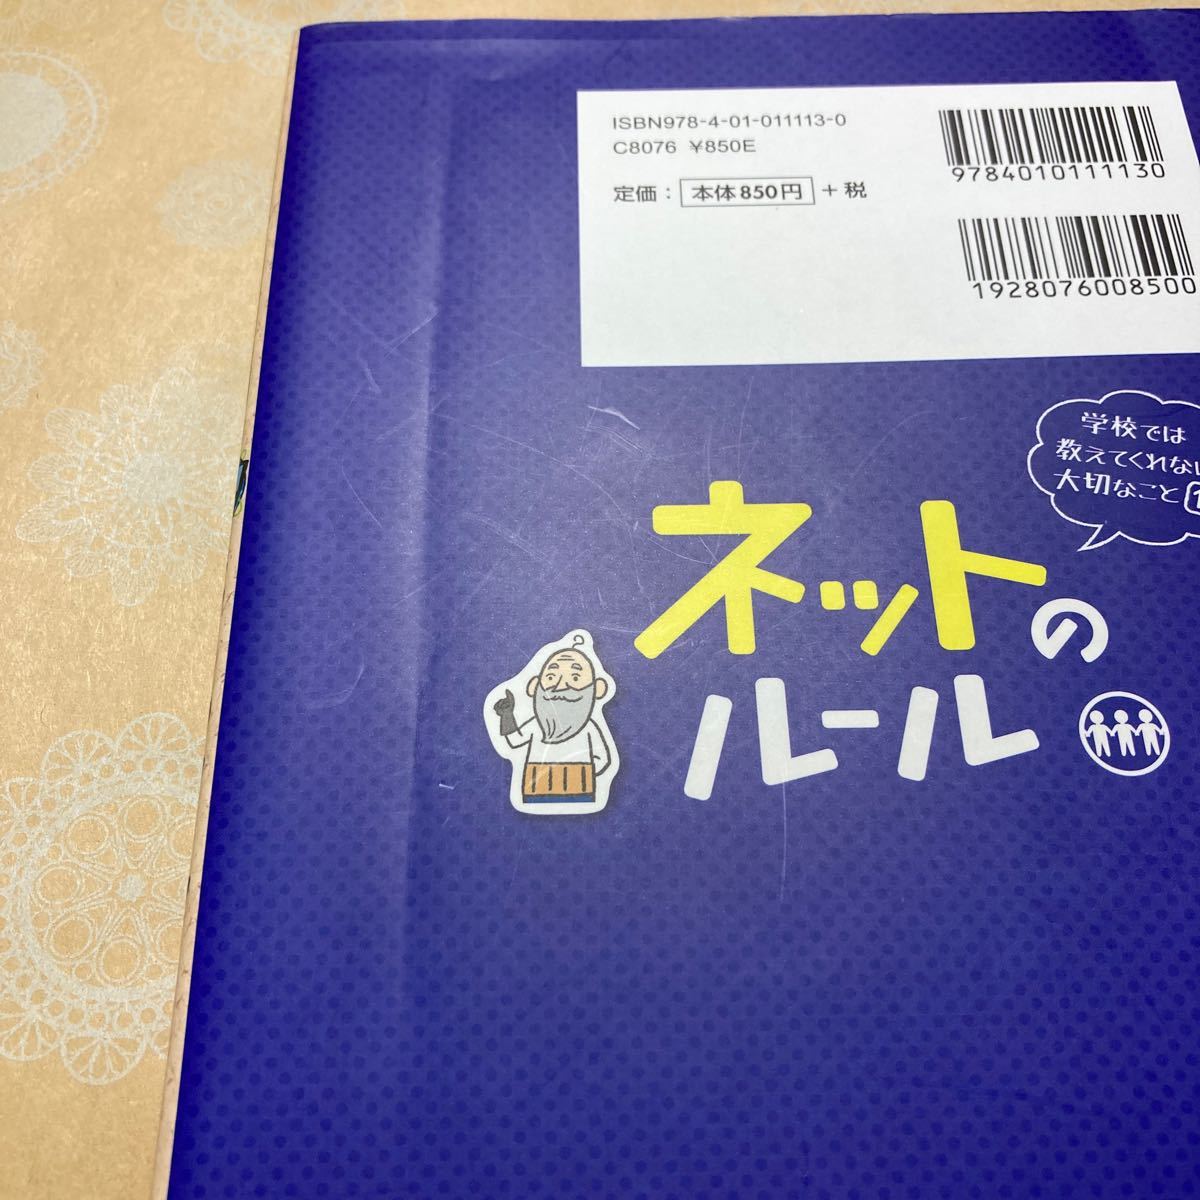 ISBN978-4-01-011113-0
C8076 ¥850E
定価： 本体850円 + 税
9784010111130
1928076008500
学校では
教えてくれない
大切なこと
ネットの
ルール